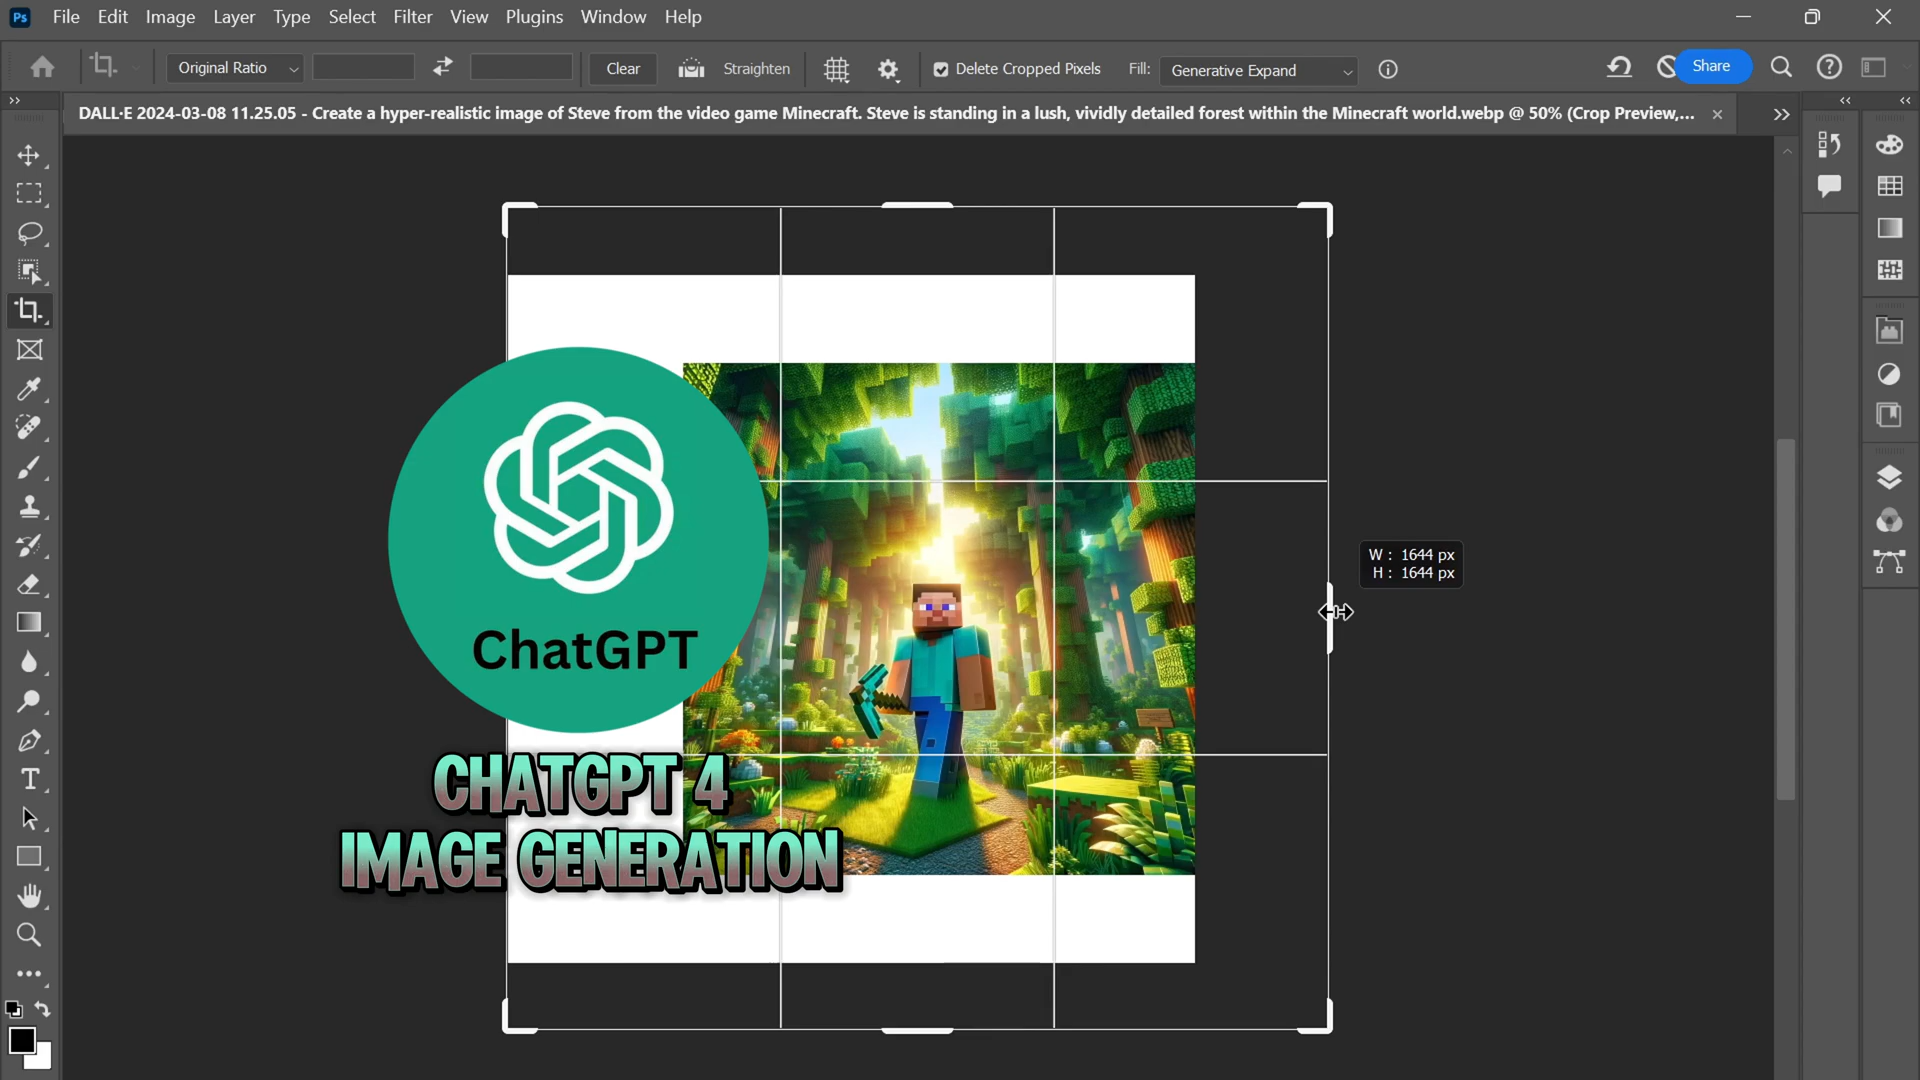 Ps File Edit Image Layer Type Select Filter View Plugins Window Help
Original Ratio Clear Straighten Delete Cropped Pixels Fill: Generative Expand Share
DALL·E 2024-03-08 11.25.05 - Create a hyper-realistic image of Steve from the video game Minecraft. Steve is standing in a lush, vividly detailed forest within the Minecraft world.webp @ 50% (Crop Preview,...
W : 1644 px
H : 1644 px
ChatGPT
CHATGPT 4
IMAGE GENERATION